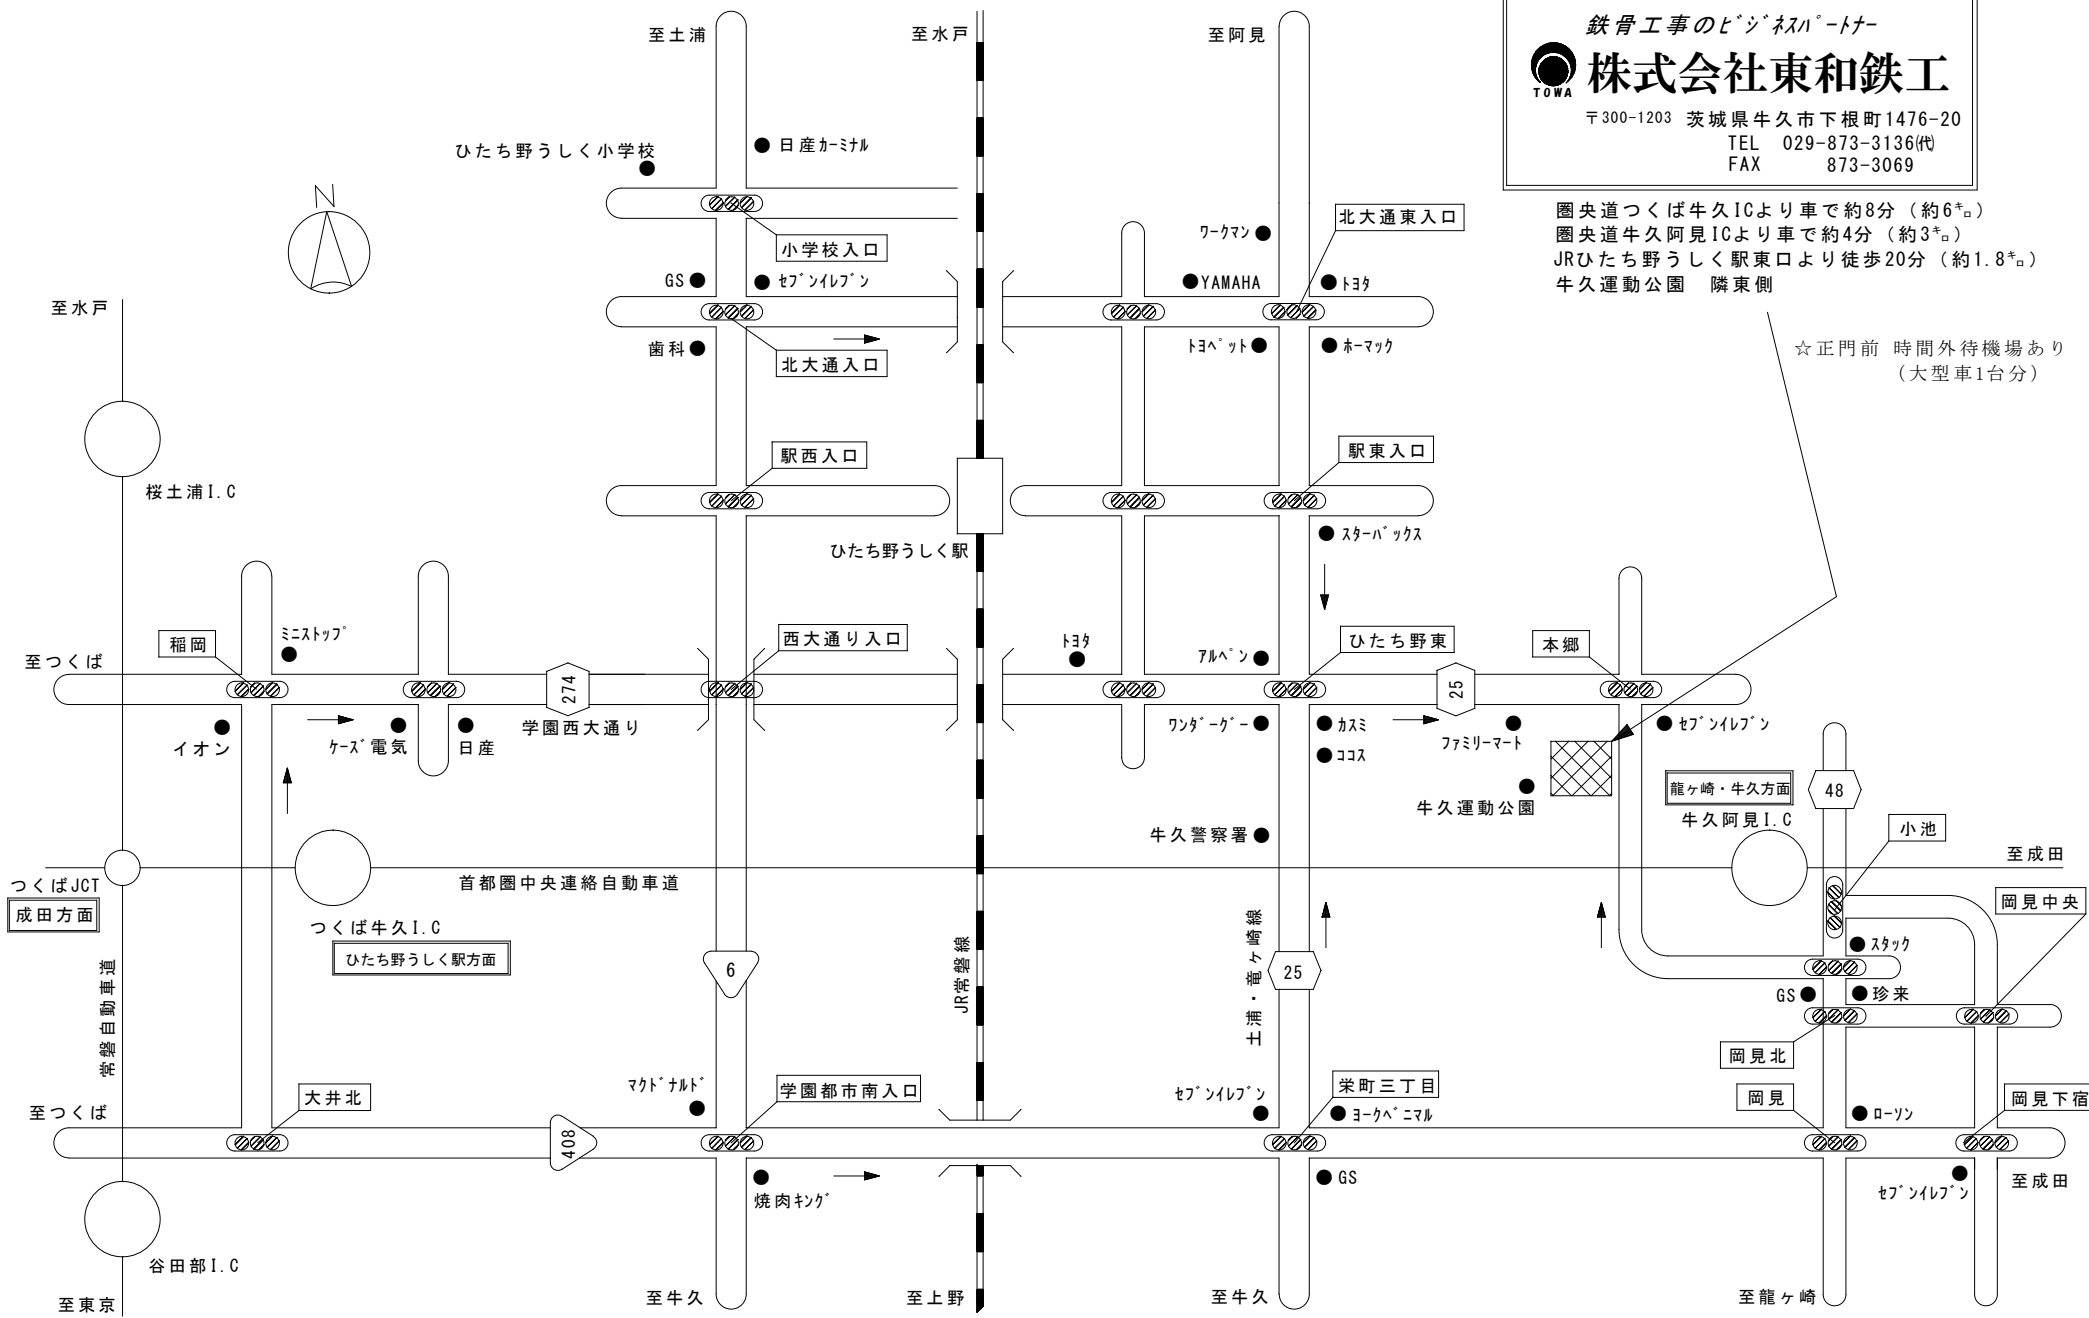 鉄骨工事のﾋﾞｼﾞﾈｽﾊﾟｰﾄﾅｰ
TOWA
株式会社東和鉄工
〒300-1203 茨城県牛久市下根町1476-20
TEL 029-873-3136㈹
FAX 873-3069
圏央道つくば牛久ICより車で約8分（約6㌔）
圏央道牛久阿見ICより車で約4分（約3㌔）
JRひたち野うしく駅東口より徒歩20分（約1.8㌔）
牛久運動公園 隣東側
☆正門前 時間外待機場あり
（大型車1台分）
至土浦
至水戸
至阿見
ひたち野うしく小学校
日産ｶｰﾐﾅﾙ
N
小学校入口
GS
ｾﾌﾞﾝｲﾚﾌﾞﾝ
ﾜｰｸﾏﾝ
北大通東入口
YAMAHA
ﾄﾖﾀ
至水戸
歯科
北大通入口
ﾄﾖﾍﾟｯﾄ
ﾎｰﾏｯｸ
桜土浦I.C
駅西入口
駅東入口
ｽﾀｰﾊﾞｯｸｽ
ひたち野うしく駅
稲岡
ﾐﾆｽﾄｯﾌﾟ
西大通り入口
ﾄﾖﾀ
ｱﾙﾍﾟﾝ
ひたち野東
本郷
至つくば
274
25
イオン
ｹｰｽﾞ電気
日産
学園西大通り
ﾜﾝﾀﾞｰｸﾞｰ
ｶｽﾐ
ｺｺｽ
ﾌｧﾐﾘｰﾏｰﾄ
ｾﾌﾞﾝｲﾚﾌﾞﾝ
牛久運動公園
龍ヶ崎・牛久方面
48
牛久阿見I.C
小池
牛久警察署
至成田
つくばJCT
成田方面
首都圏中央連絡自動車道
つくば牛久I.C
ひたち野うしく駅方面
岡見中央
常磐自動車道
6
JR常磐線
土浦・竜ヶ崎線
25
ｽﾀｯｸ
GS
珍来
岡見北
至つくば
大井北
408
ﾏｸﾄﾞﾅﾙﾄﾞ
学園都市南入口
ｾﾌﾞﾝｲﾚﾌﾞﾝ
栄町三丁目
ﾖｰｸﾍﾞﾆﾏﾙ
岡見
ﾛｰｿﾝ
岡見下宿
焼肉ｷﾝｸﾞ
GS
ｾﾌﾞﾝｲﾚﾌﾞﾝ
至成田
谷田部I.C
至東京
至牛久
至上野
至牛久
至龍ヶ崎